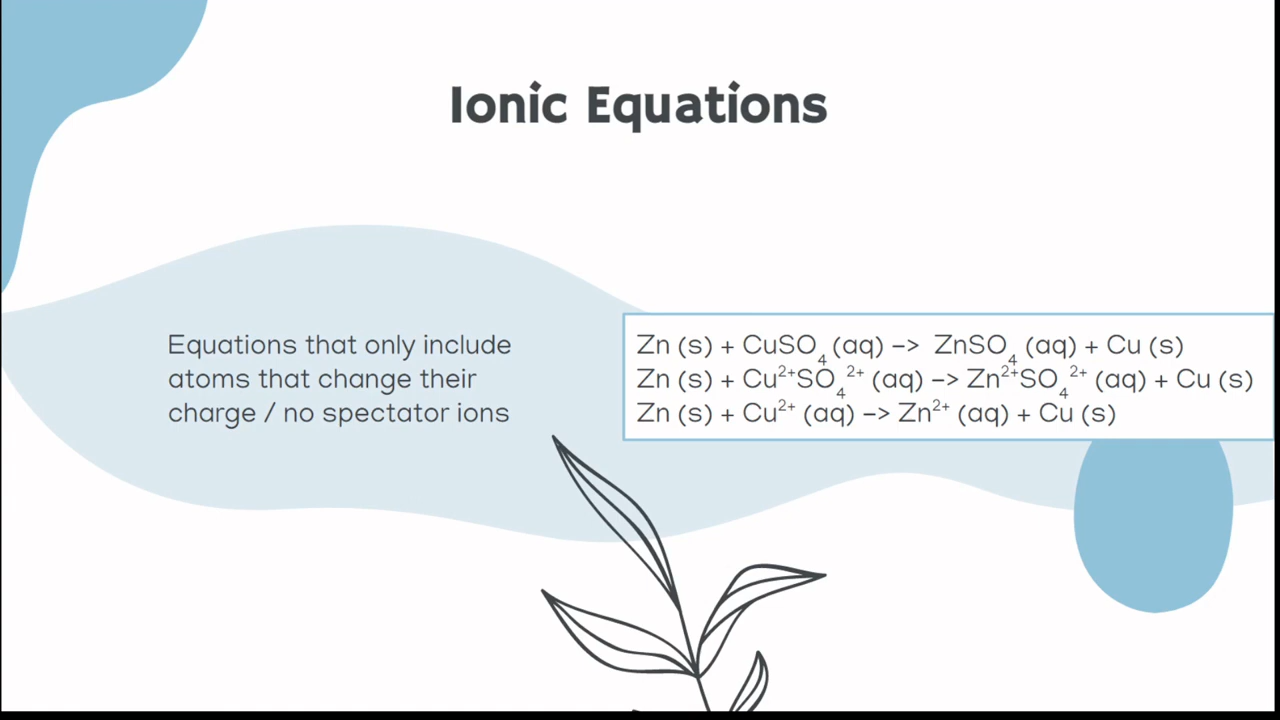 Ionic Equations
Equations that only include
atoms that change their
charge / no spectator ions
Zn (s) + CuSO₄ (aq) –> ZnSO₄ (aq) + Cu (s)
Zn (s) + Cu²⁺SO₄²⁺ (aq) –> Zn²⁺SO₄²⁺ (aq) + Cu (s)
Zn (s) + Cu²⁺ (aq) –> Zn²⁺ (aq) + Cu (s)